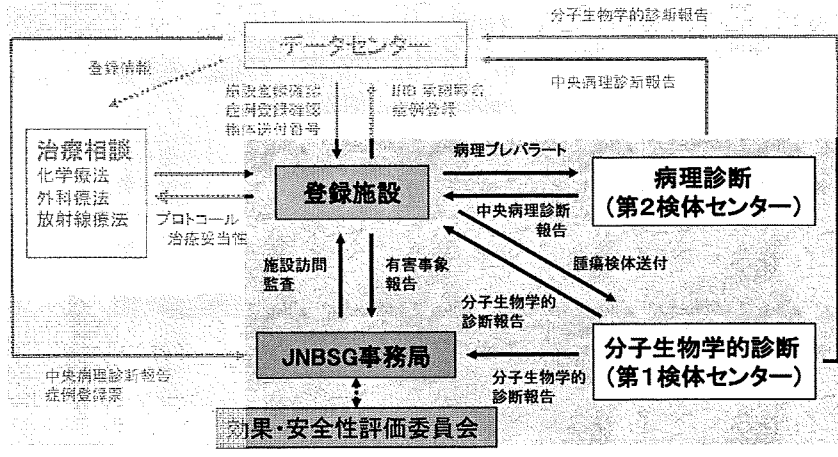 分子生物学的診断報告
データセンター
登録情報
中央病理診断報告
施設登録確認
症例登録確認
検体送付番号
症例登録
治療相談
化学療法
外科療法
放射線療法
プロトコール
治療妥当性
登録施設
病理プレパラート
中央病理診断
報告
病理診断
(第2検体センター)
施設訪問
監査
有害事象
報告
腫瘍検体送付
分子生物学的
診断報告
JNBSG事務局
分子生物学的
診断報告
分子生物学的診断
(第1検体センター)
中央病理診断報告
症例登録票
効果・安全性評価委員会